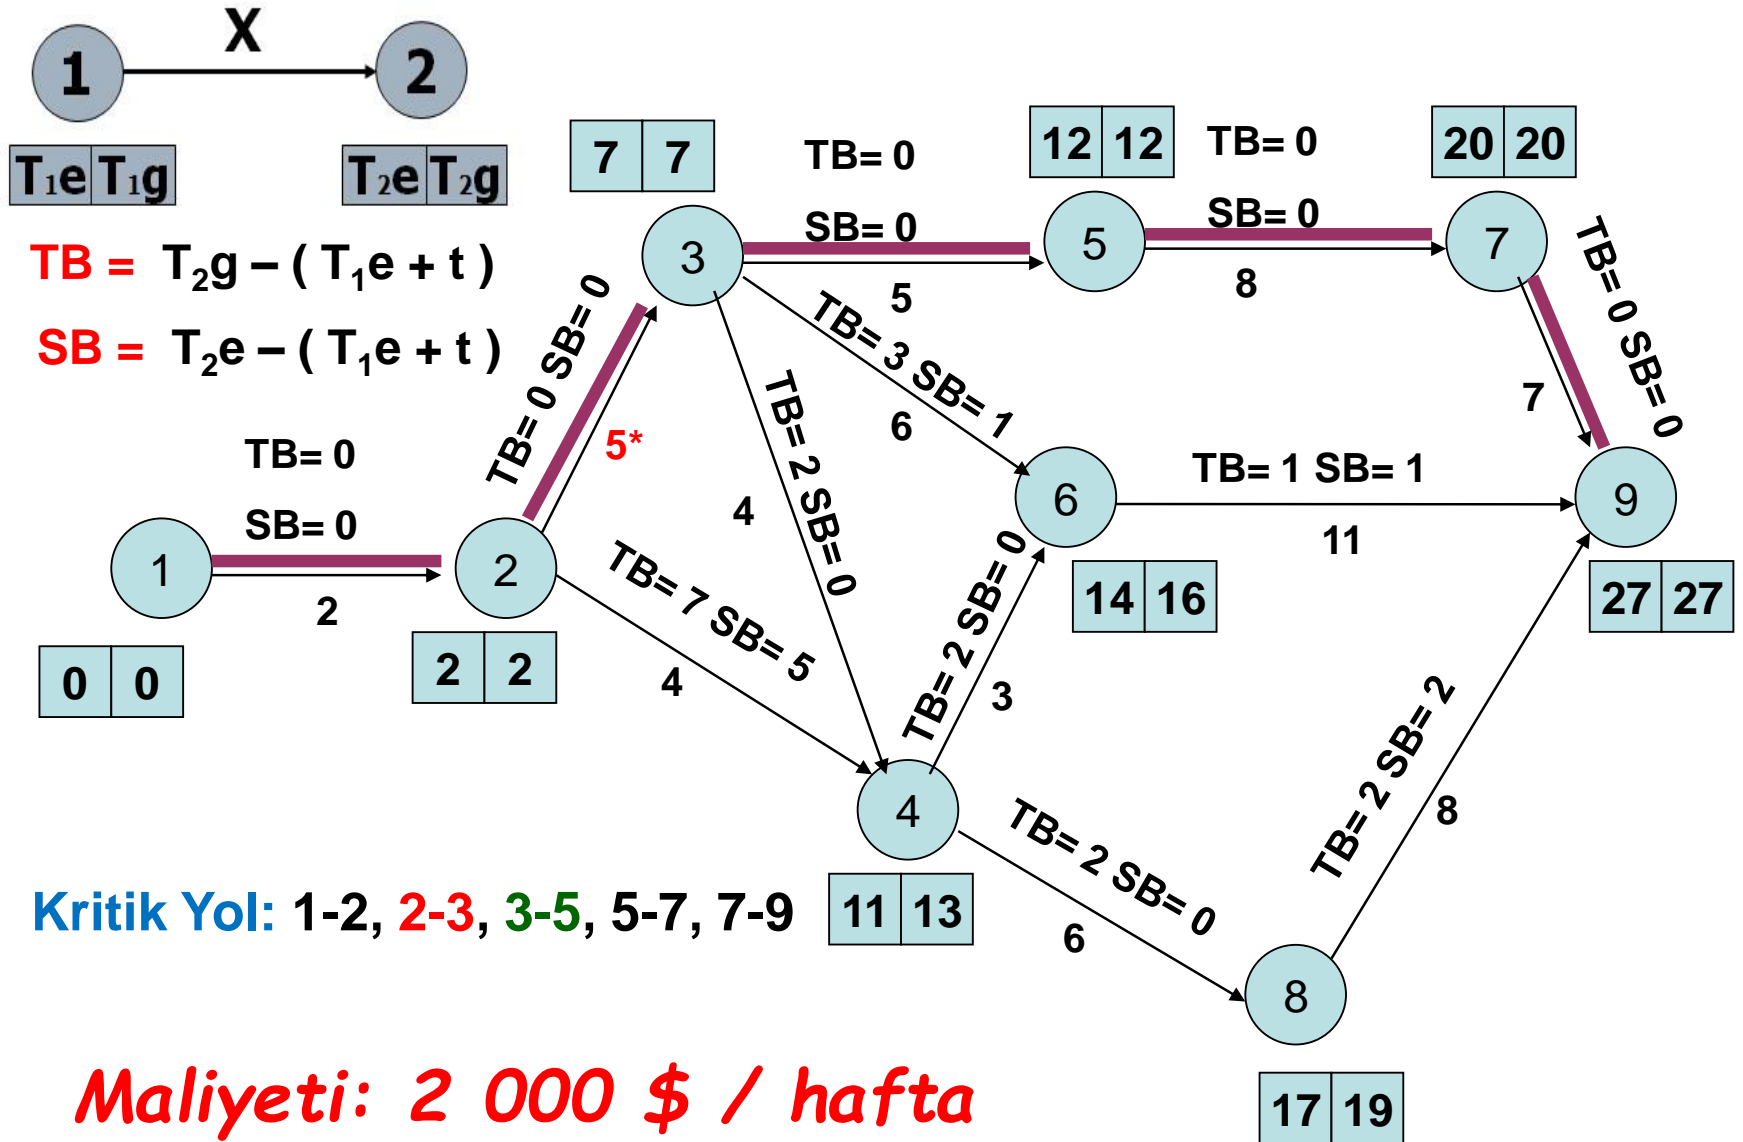 X
1
2
T₁e T₁g
T₂e T₂g
TB = T₂g – ( T₁e + t )
SB = T₂e – ( T₁e + t )
7 7
TB= 0
SB= 0
12 12
TB= 0
SB= 0
20 20
3
5
5
8
7
TB= 0 SB= 0
TB= 0 SB= 0
5*
TB= 3 SB= 1
6
TB= 2 SB= 0
4
7
TB= 0
SB= 0
1
2
2
0 0
2 2
TB= 7 SB= 5
4
6
TB= 1 SB= 1
11
9
14 16
27 27
TB= 2 SB= 0
3
4
11 13
TB= 2 SB= 0
6
TB= 2 SB= 2
8
8
17 19
Kritik Yol: 1-2, 2-3, 3-5, 5-7, 7-9
Maliyeti: 2 000 $ / hafta